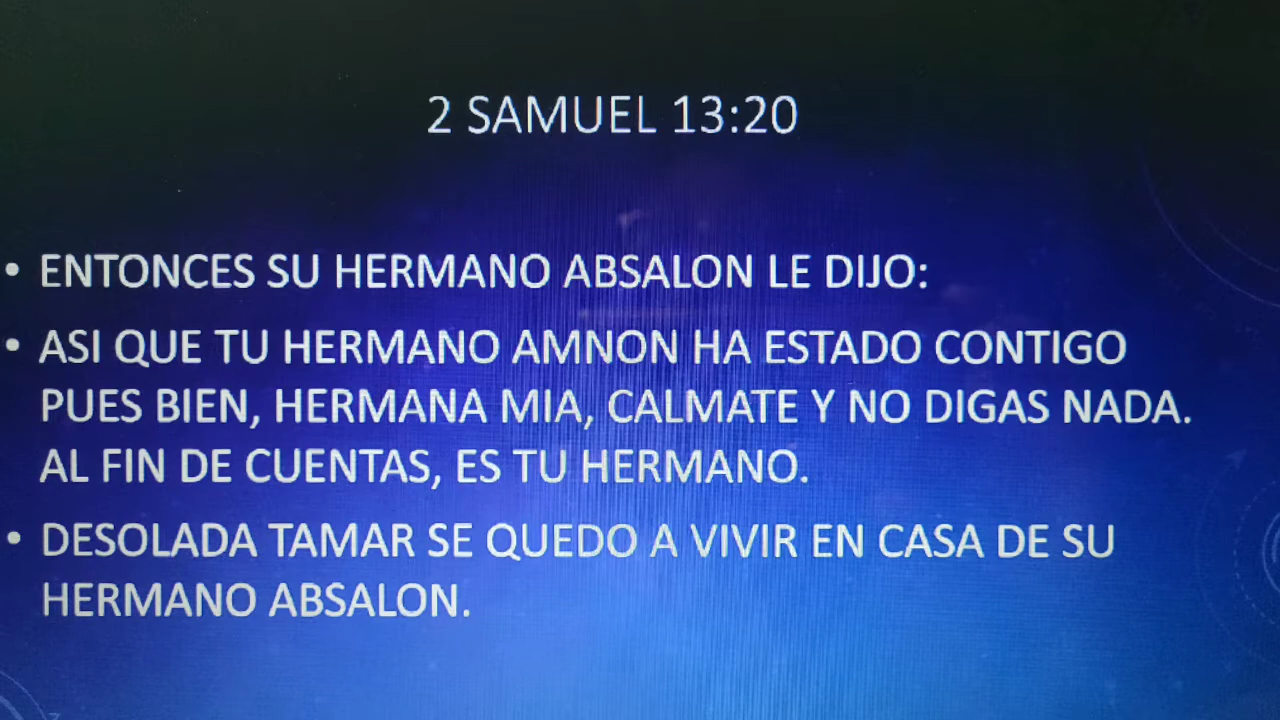 2 SAMUEL 13:20
• ENTONCES SU HERMANO ABSALON LE DIJO:
• ASI QUE TU HERMANO AMNON HA ESTADO CONTIGO
PUES BIEN, HERMANA MIA, CALMATE Y NO DIGAS NADA.
AL FIN DE CUENTAS, ES TU HERMANO.
• DESOLADA TAMAR SE QUEDO A VIVIR EN CASA DE SU
HERMANO ABSALON.